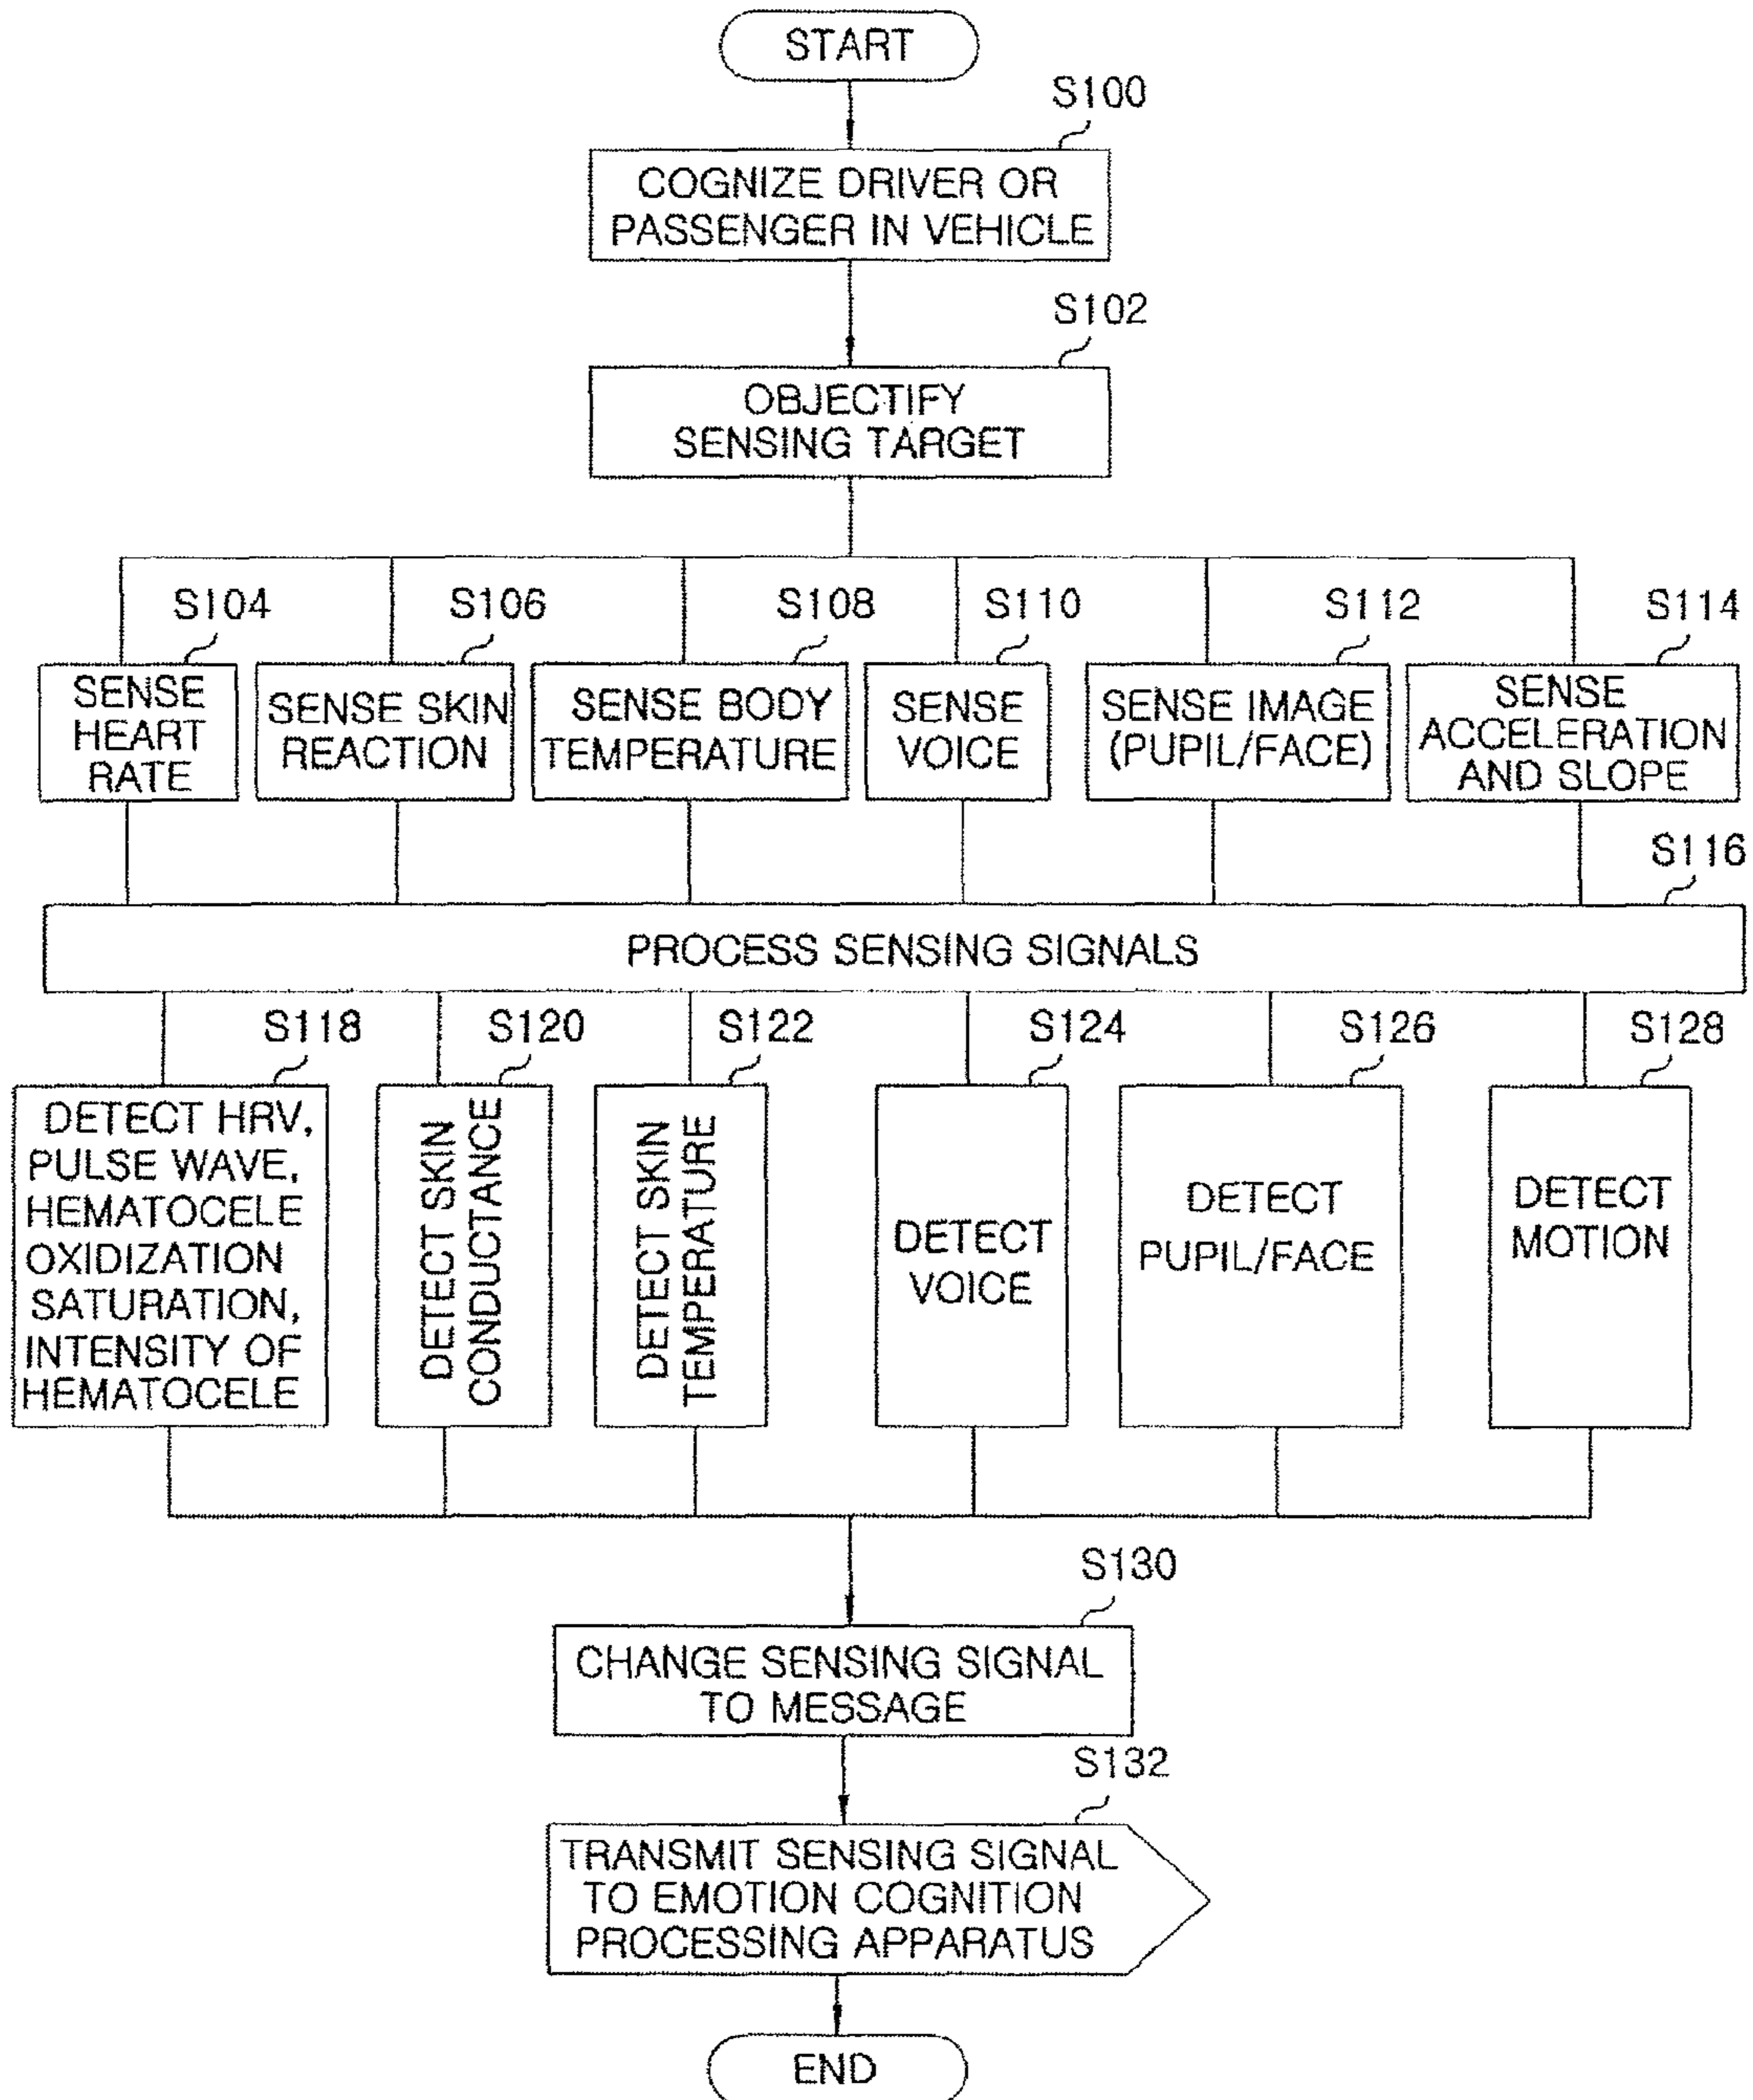 START
S100
COGNIZE DRIVER OR
PASSENGER IN VEHICLE
S102
OBJECTIFY
SENSING TARGET
S104
SENSE
HEART
RATE
S106
SENSE SKIN
REACTION
S108
SENSE BODY
TEMPERATURE
S110
SENSE
VOICE
S112
SENSE IMAGE
(PUPIL/FACE)
S114
SENSE
ACCELERATION
AND SLOPE
S116
PROCESS SENSING SIGNALS
S118
DETECT HRV,
PULSE WAVE,
HEMATOCELE
OXIDIZATION
SATURATION,
INTENSITY OF
HEMATOCELE
S120
DETECT SKIN
CONDUCTANCE
S122
DETECT SKIN
TEMPERATURE
S124
DETECT
VOICE
S126
DETECT
PUPIL/FACE
S128
DETECT
MOTION
S130
CHANGE SENSING SIGNAL
TO MESSAGE
S132
TRANSMIT SENSING SIGNAL
TO EMOTION COGNITION
PROCESSING APPARATUS
END